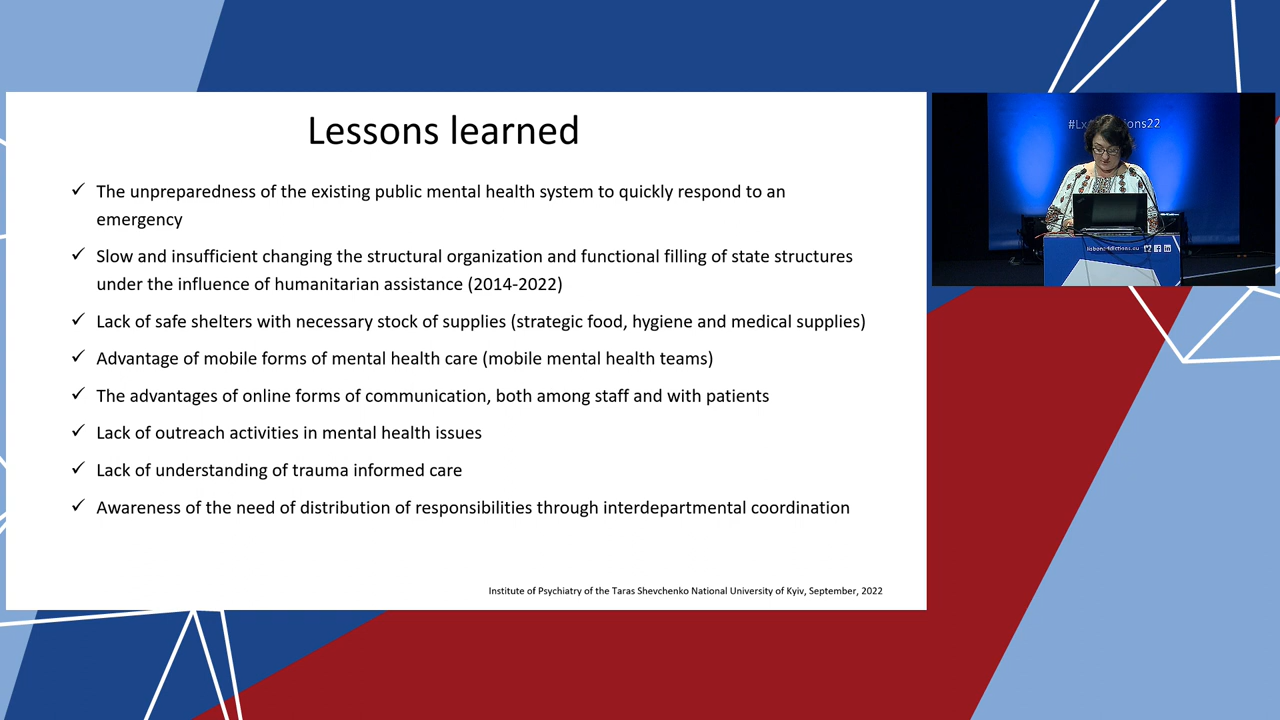 Lessons learned
✓ The unpreparedness of the existing public mental health system to quickly respond to an
emergency
✓ Slow and insufficient changing the structural organization and functional filling of state structures
under the influence of humanitarian assistance (2014-2022)
✓ Lack of safe shelters with necessary stock of supplies (strategic food, hygiene and medical supplies)
✓ Advantage of mobile forms of mental health care (mobile mental health teams)
✓ The advantages of online forms of communication, both among staff and with patients
✓ Lack of outreach activities in mental health issues
✓ Lack of understanding of trauma informed care
✓ Awareness of the need of distribution of responsibilities through interdepartmental coordination
Institute of Psychiatry of the Taras Shevchenko National University of Kyiv, September, 2022